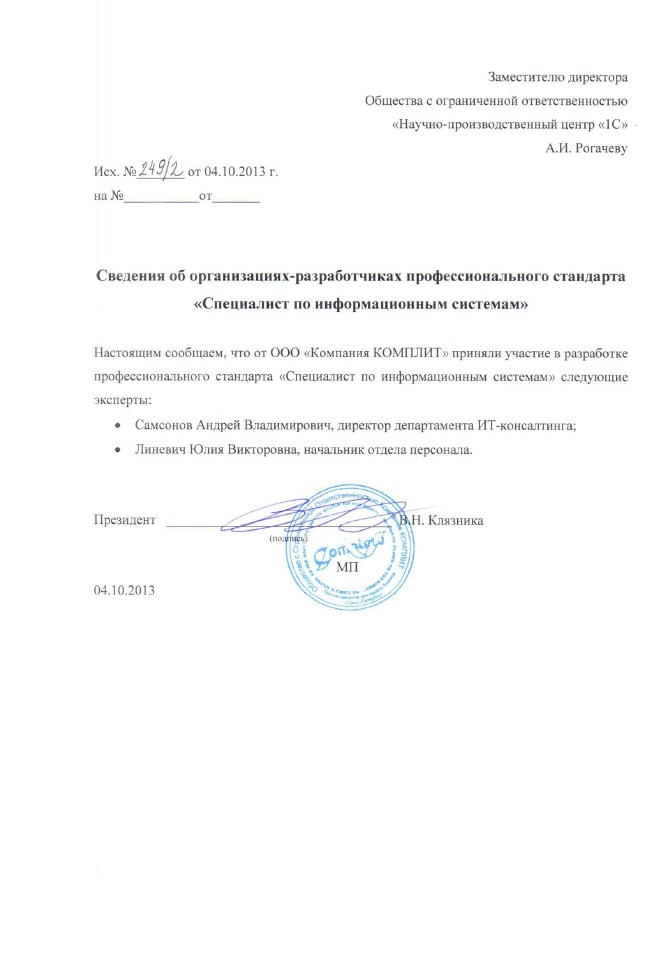 Заместителю директора
Общества с ограниченной ответственностью
«Научно-производственный центр «1С»
А.И. Рогачеву
Исх. № 249/2 от 04.10.2013 г.
на №___________от_______
Сведения об организациях-разработчиках профессионального стандарта
«Специалист по информационным системам»
Настоящим сообщаем, что от ООО «Компания КОМПЛИТ» приняли участие в разработке
профессионального стандарта «Специалист по информационным системам» следующие
эксперты:
• Самсонов Андрей Владимирович, директор департамента ИТ-консалтинга;
• Линевич Юлия Викторовна, начальник отдела персонала.
Президент ____________ В.Н. Клязника
(подпись)
МП
04.10.2013